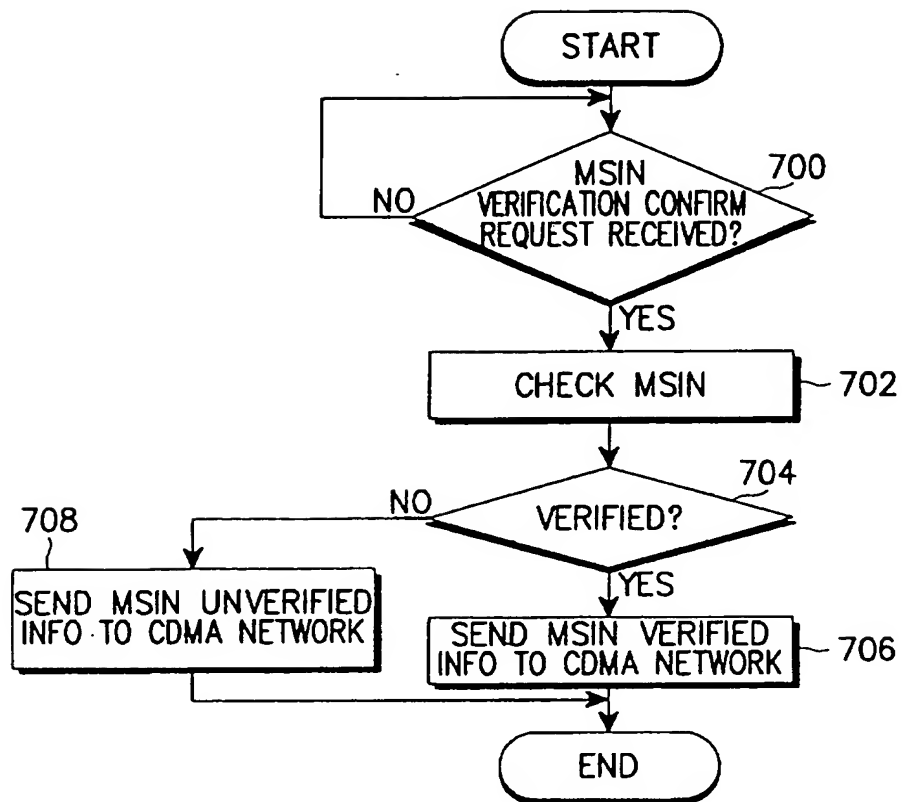 START
MSIN
VERIFICATION CONFIRM
REQUEST RECEIVED?
700
NO
YES
CHECK MSIN
702
704
VERIFIED?
NO
YES
708
SEND MSIN UNVERIFIED
INFO TO CDMA NETWORK
SEND MSIN VERIFIED
INFO TO CDMA NETWORK
706
END